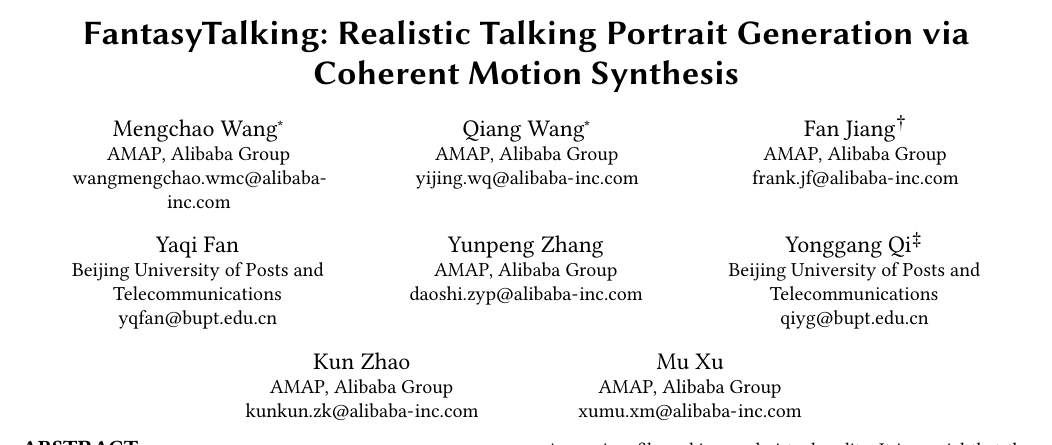 FantasyTalking: Realistic Talking Portrait Generation via
Coherent Motion Synthesis
Mengchao Wang*
AMAP, Alibaba Group
wangmengchao.wmc@alibaba-
inc.com
Qiang Wang*
AMAP, Alibaba Group
yijing.wq@alibaba-inc.com
Fan Jiang†
AMAP, Alibaba Group
frank.jf@alibaba-inc.com
Yaqi Fan
Beijing University of Posts and
Telecommunications
yqfan@bupt.edu.cn
Yunpeng Zhang
AMAP, Alibaba Group
daoshi.zyp@alibaba-inc.com
Yonggang Qi‡
Beijing University of Posts and
Telecommunications
qiyg@bupt.edu.cn
Kun Zhao
AMAP, Alibaba Group
kunkun.zk@alibaba-inc.com
Mu Xu
AMAP, Alibaba Group
xumu.xm@alibaba-inc.com
ABSTRACT